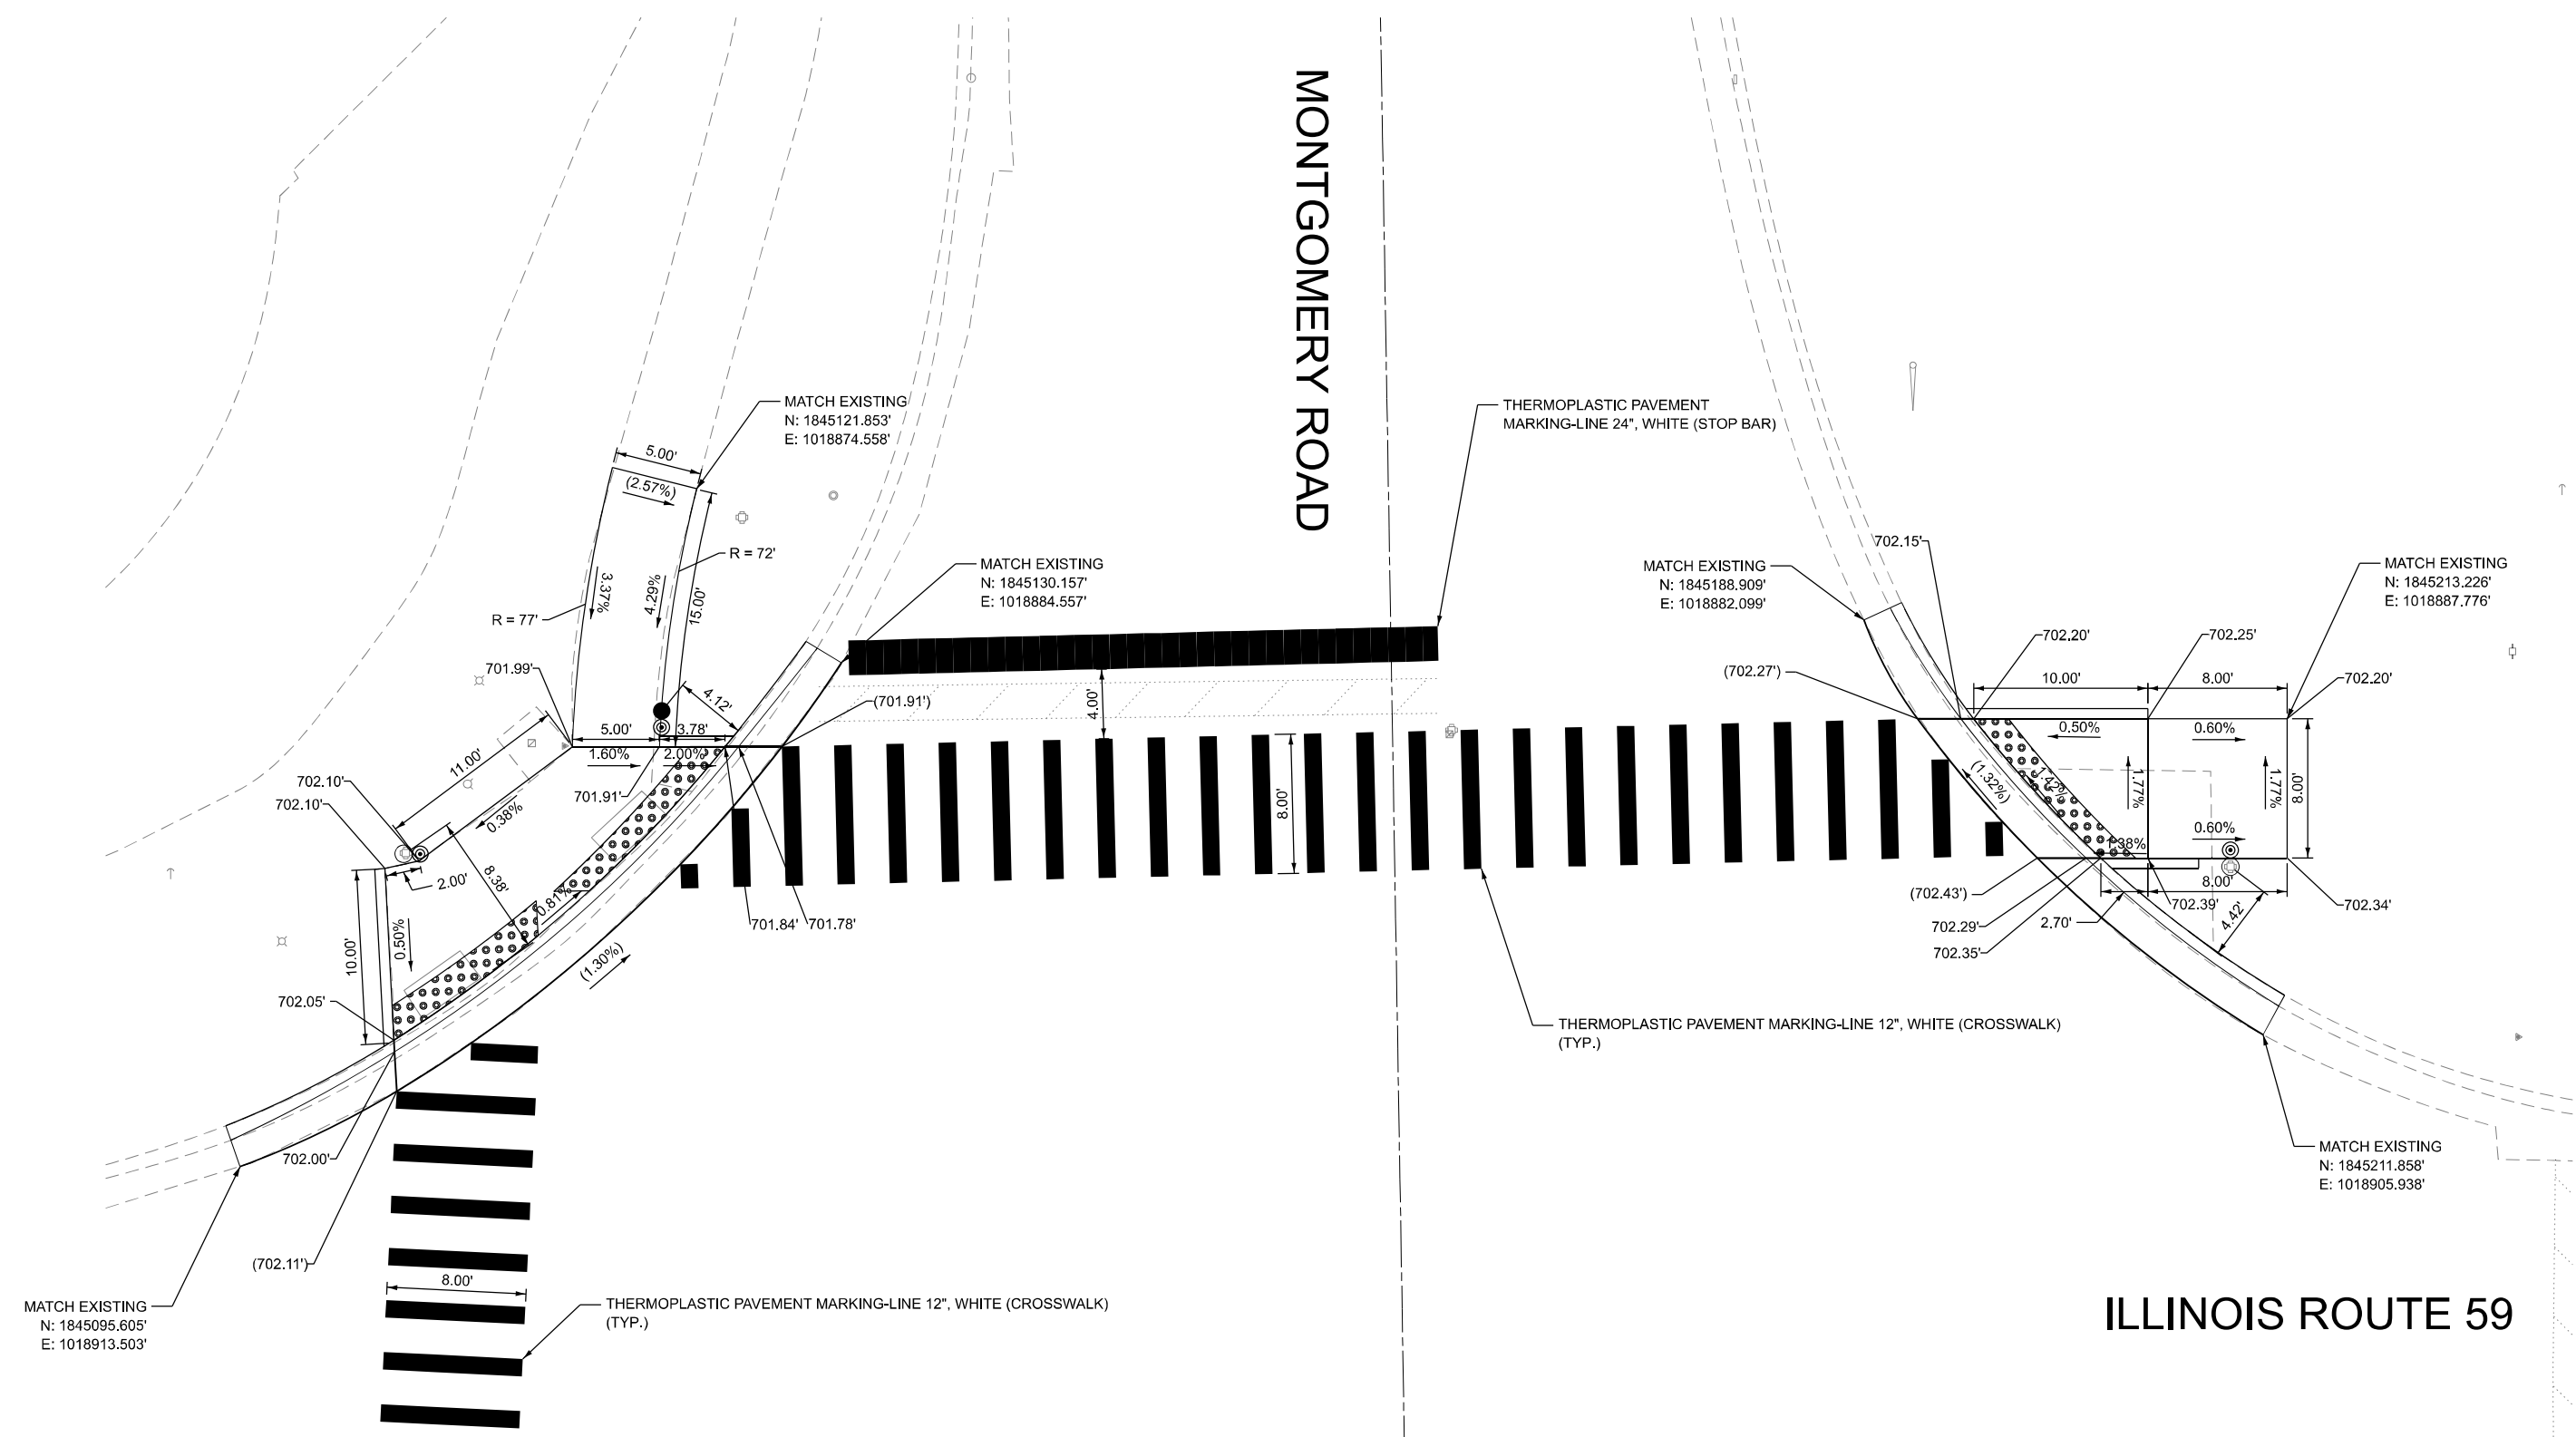 MONTGOMERY ROAD
MATCH EXISTING
N: 1845121.853'
E: 1018874.558'
THERMOPLASTIC PAVEMENT
MARKING-LINE 24", WHITE (STOP BAR)
5.00'
(2.57%)
R = 72'
3.37%
4.29%
15.00'
R = 77'
MATCH EXISTING
N: 1845130.157'
E: 1018884.557'
702.15'
MATCH EXISTING
N: 1845188.909'
E: 1018882.099'
MATCH EXISTING
N: 1845213.226'
E: 1018887.776'
701.99'
702.20'
702.25'
(702.27')
10.00'
8.00'
702.20'
4.12'
(701.91')
4.00'
5.00'
3.78'
1.60%
2.00%
0.50%
0.60%
11.00'
702.10'
702.10'
701.91'
0.38%
8.00'
(1.32%)
1.42%
1.77%
1.77%
8.00'
0.60%
1.38%
2.00'
8.38'
0.81%
8.00'
(702.43')
702.39'
702.34'
701.84'
701.78'
702.29'
2.70'
4.42'
702.35'
10.00'
0.50%
(1.30%)
702.05'
THERMOPLASTIC PAVEMENT MARKING-LINE 12", WHITE (CROSSWALK)
(TYP.)
702.00'
MATCH EXISTING
N: 1845211.858'
E: 1018905.938'
(702.11')
8.00'
MATCH EXISTING
N: 1845095.605'
E: 1018913.503'
THERMOPLASTIC PAVEMENT MARKING-LINE 12", WHITE (CROSSWALK)
(TYP.)
ILLINOIS ROUTE 59